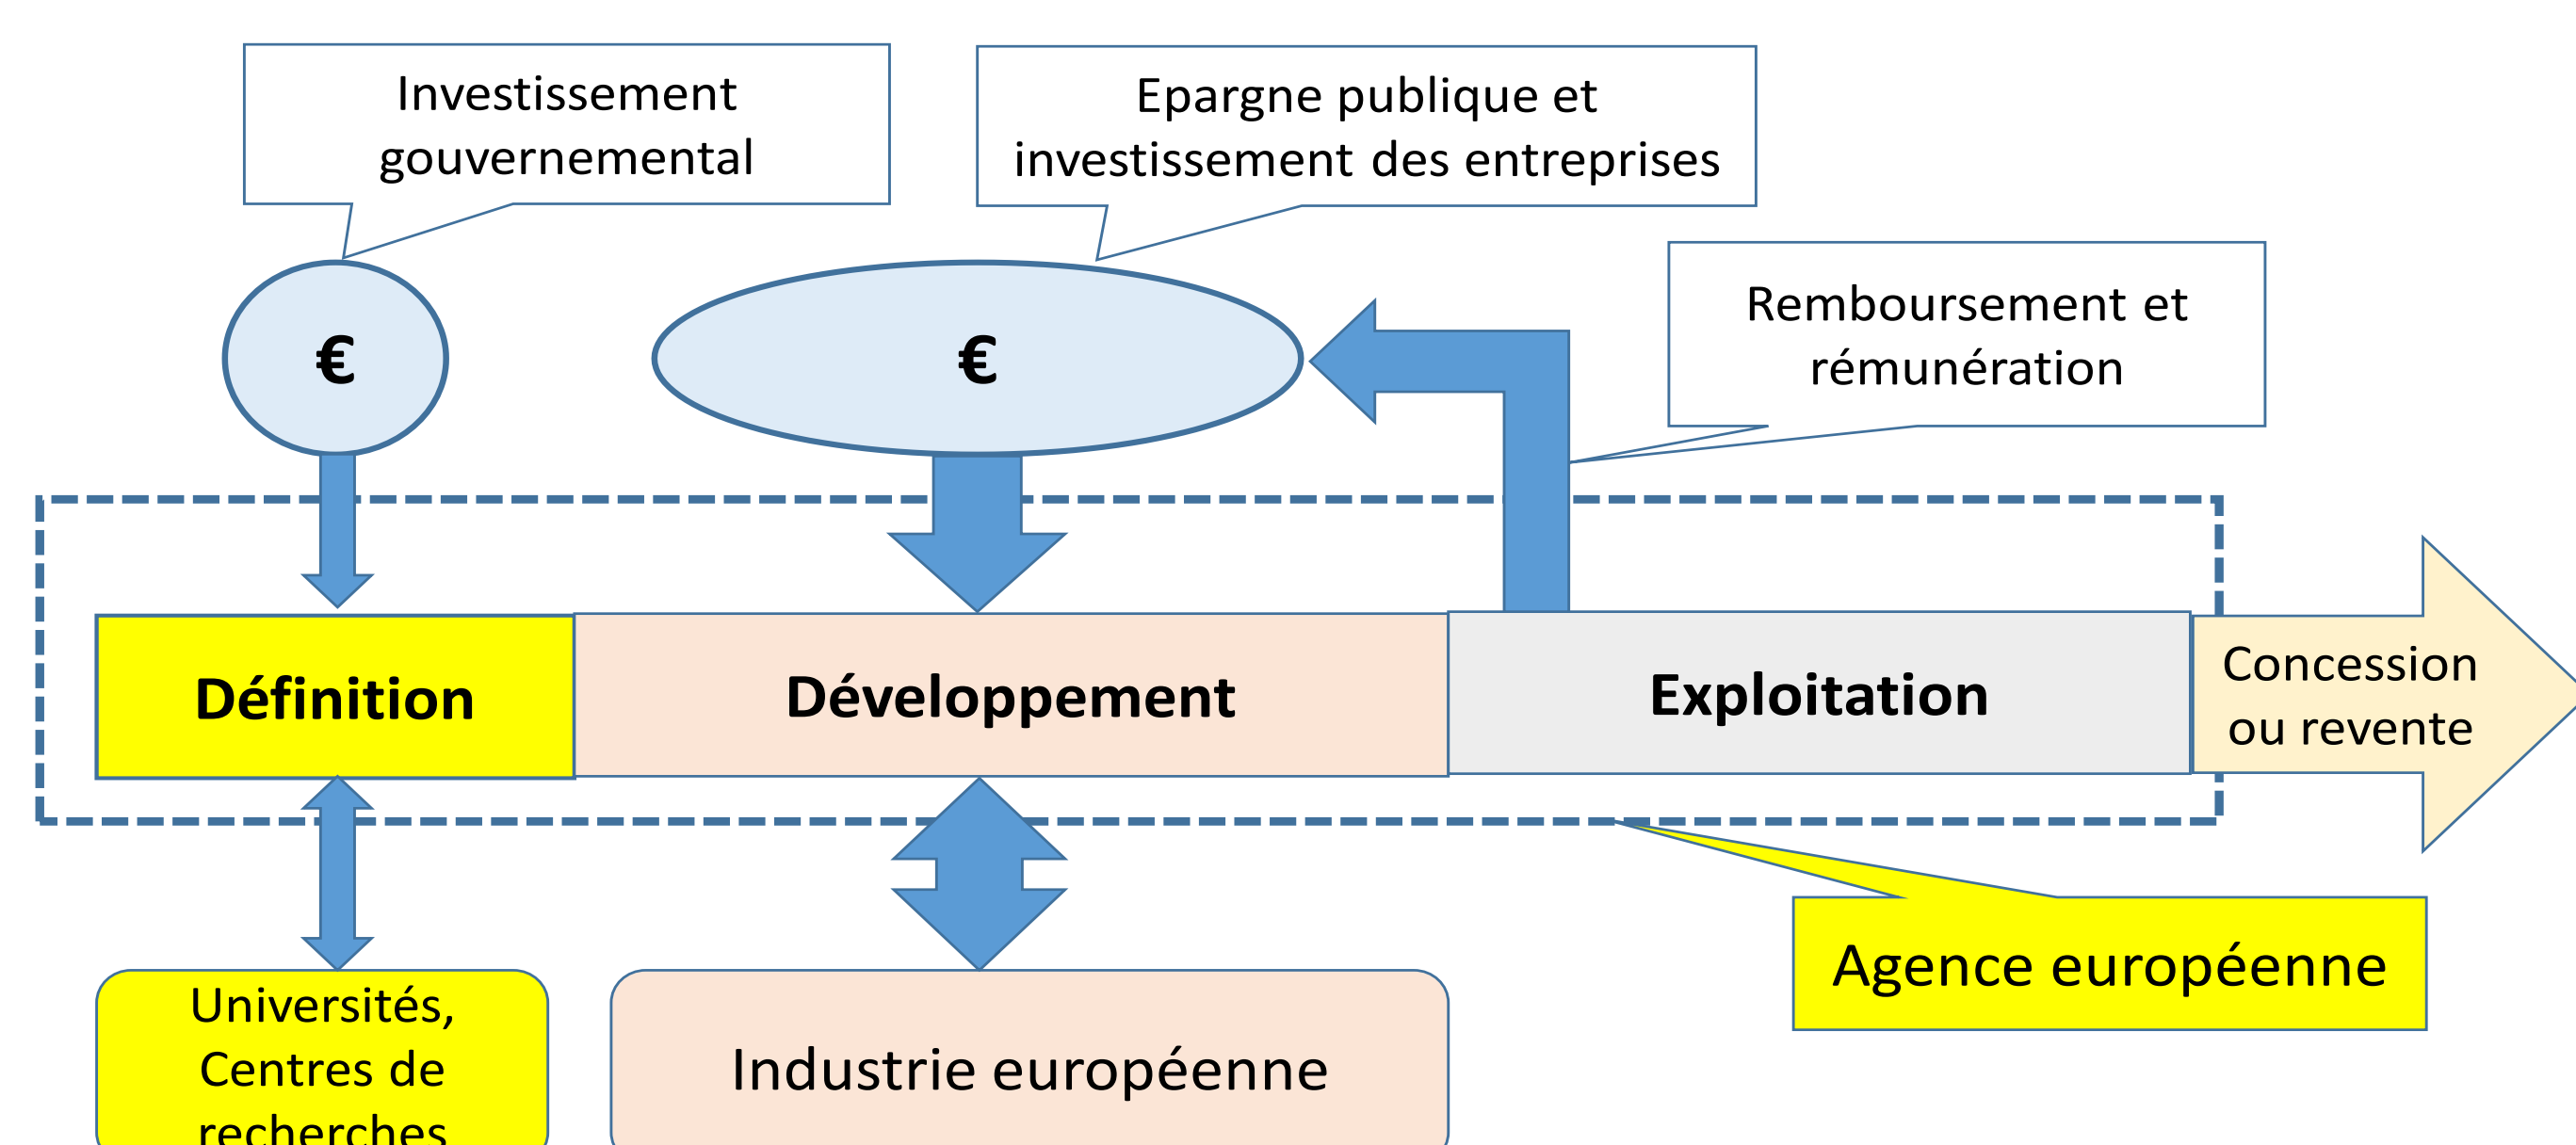 Investissement
gouvernemental
Epargne publique et
investissement des entreprises
Remboursement et
rémunération
€
€
Définition
Développement
Exploitation
Concession
ou revente
Agence européenne
Universités,
Centres de
recherches
Industrie européenne